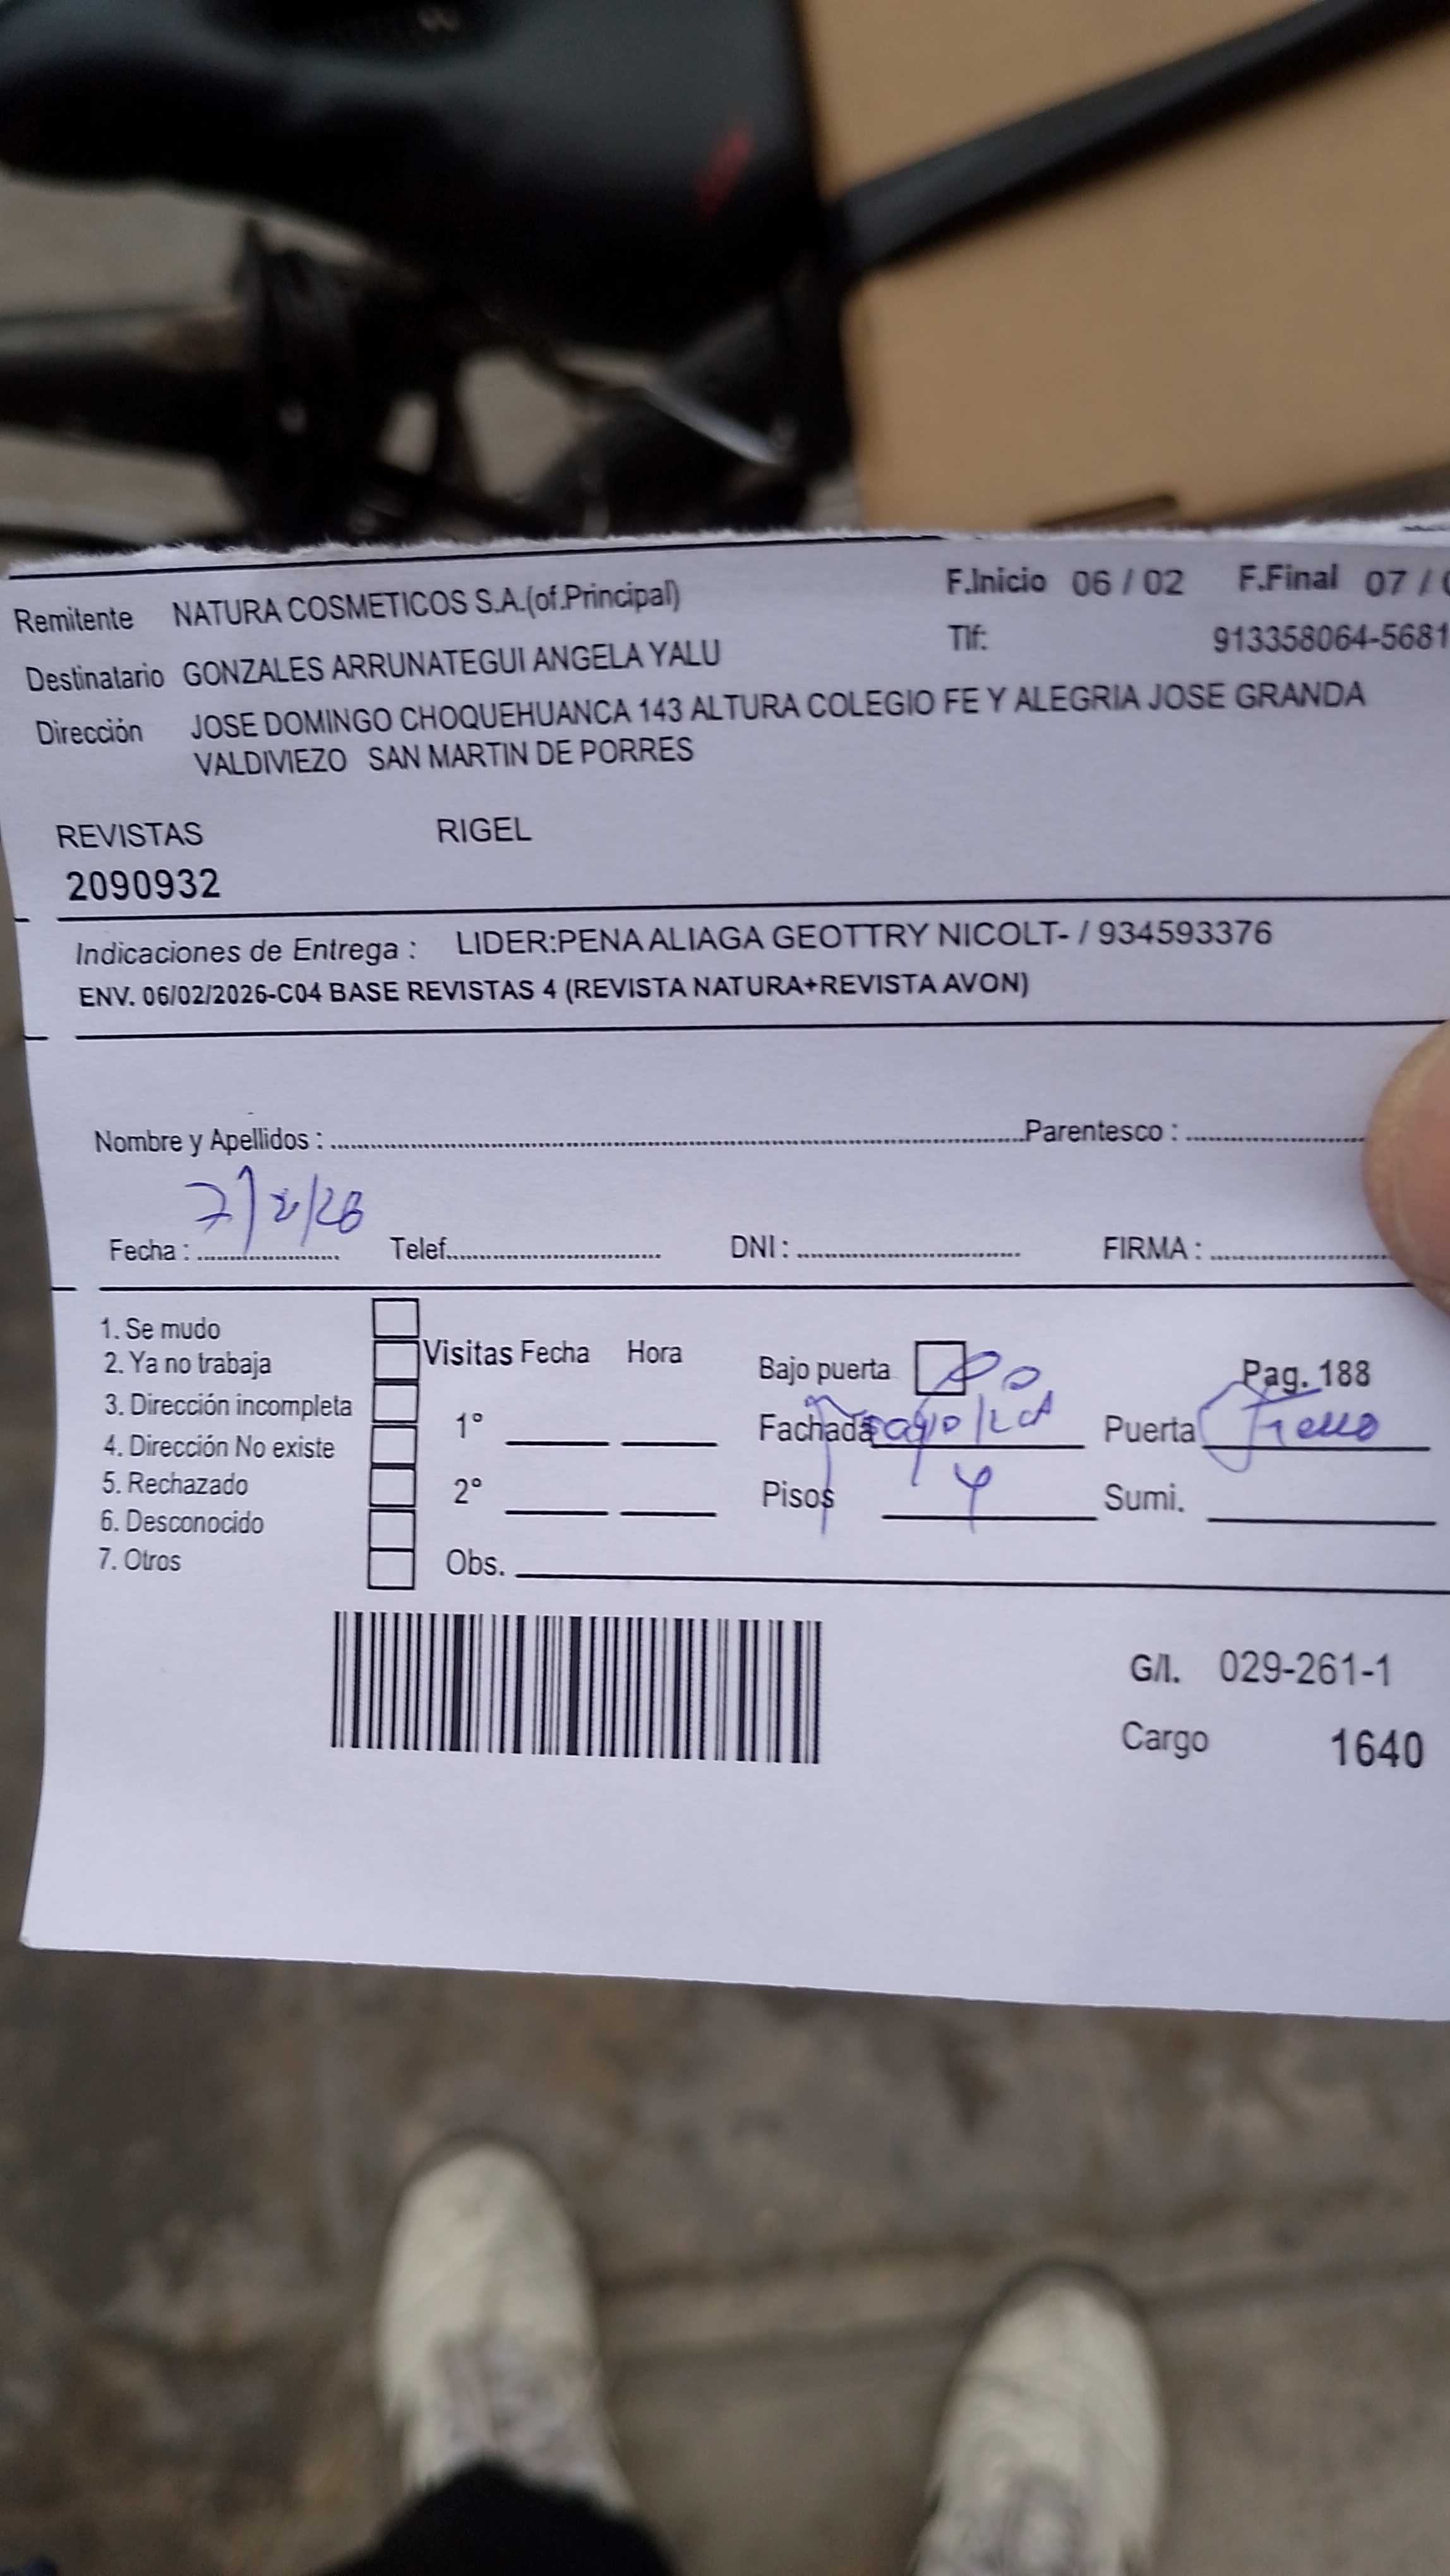 Remitente NATURA COSMETICOS S.A.(of.Principal) F.Inicio 06 / 02 F.Final 07 /
Tlf: 913358064-5681
Destinatario GONZALES ARRUNATEGUI ANGELA YALU
Dirección JOSE DOMINGO CHOQUEHUANCA 143 ALTURA COLEGIO FE Y ALEGRIA JOSE GRANDA
VALDIVIEZO SAN MARTIN DE PORRES
REVISTAS RIGEL
2090932
Indicaciones de Entrega : LIDER:PENA ALIAGA GEOTTRY NICOLT- / 934593376
ENV. 06/02/2026-C04 BASE REVISTAS 4 (REVISTA NATURA+REVISTA AVON)
Nombre y Apellidos : Parentesco :
7/2/26
Fecha : Telef. DNI : FIRMA :
1. Se mudo
2. Ya no trabaja
3. Dirección incompleta
4. Dirección No existe
5. Rechazado
6. Desconocido
7. Otros
Visitas Fecha Hora
1°
2°
Obs.
Bajo puerta Pag. 188
Fachada Puerta Fierro
Pisos 4 Sumi.
G/l. 029-261-1
Cargo 1640